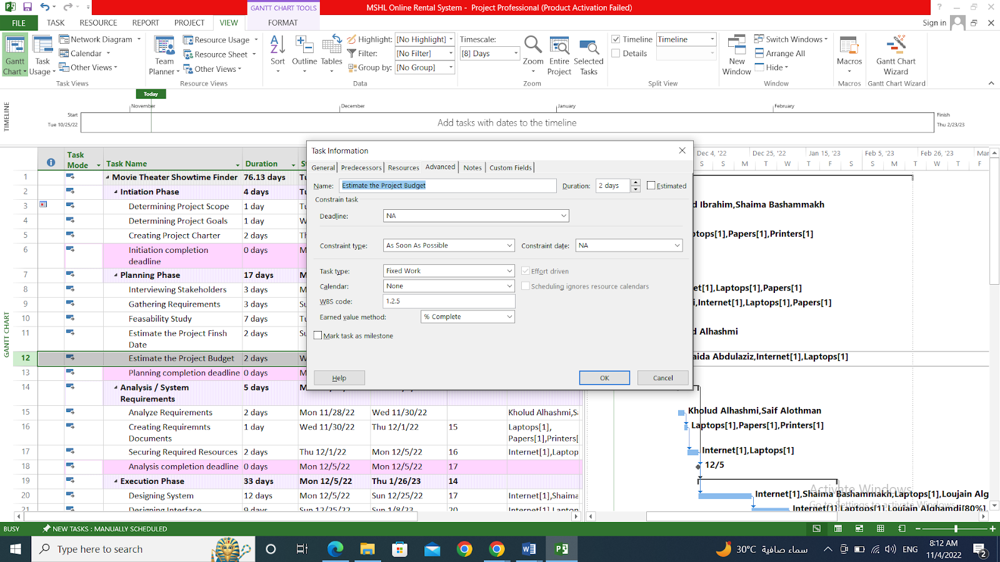 GANTT CHART TOOLS
MSHL Online Rental System - Project Professional (Product Activation Failed)
FILE TASK RESOURCE REPORT PROJECT VIEW FORMAT
Sign in
Gantt Chart
Task Usage
Network Diagram
Calendar
Other Views
Task Views
Team Planner
Resource Usage
Resource Sheet
Other Views
Resource Views
Sort
Outline
Tables
Highlight: [No Highlight]
Filter: [No Filter]
Group by: [No Group]
Data
Timescale:
[8] Days
Zoom
Entire Project
Selected Tasks
Zoom
Timeline Timeline
Details
Split View
New Window
Switch Windows
Arrange All
Hide
Window
Macros
Macros
Gantt Chart Wizard
Gantt Chart Wizard
TIMELINE
Today
November December January February
Start
Tue 10/25/22
Add tasks with dates to the timeline
Finish
Thu 2/23/23
GANTT CHART
Task Mode Task Name Duration
1 Movie Theater Showtime Finder 76.13 days
2 Intiation Phase 4 days
3 Determining Project Scope 1 day
4 Determining Project Goals 1 day
5 Creating Project Charter 2 days
6 Initiation completion deadline 0 days
7 Planning Phase 17 days
8 Interviewing Stakeholders 3 days
9 Gathering Requirements 3 days
10 Feasability Study 7 days
11 Estimate the Project Finsh Date 2 days
12 Estimate the Project Budget 2 days
13 Planning completion deadline 0 days
14 Analysis / System Requirements 5 days
15 Analyze Requirements 2 days Mon 11/28/22 Wed 11/30/22 Kholud Alhashmi,Sa
16 Creating Requiremnts Documents 1 day Wed 11/30/22 Thu 12/1/22 15 Laptops[1], Papers[1],Printers[
17 Securing Required Resources 2 days Thu 12/1/22 Mon 12/5/22 16 Internet[1],Laptop
18 Analysis completion deadline 0 days Mon 12/5/22 Mon 12/5/22 17
19 Execution Phase 33 days Mon 12/5/22 Thu 1/26/23 14
20 Designing System 12 days Mon 12/5/22 Sun 12/25/22 17 Internet[1],Shaima
21 Designing Interface 9 days Sun 12/25/22 Sun 1/8/23 20 Internet[1],Lapton
Task Information
General Predecessors Resources Advanced Notes Custom Fields
Name: Estimate the Project Budget Duration: 2 days Estimated
Constrain task
Deadline: NA
Constraint type: As Soon As Possible Constraint date: NA
Task type: Fixed Work Effort driven
Calendar: None Scheduling ignores resource calendars
WBS code: 1.2.5
Earned value method: % Complete
Mark task as milestone
Help OK Cancel
Dec 4, '22 Dec 25, '22 Jan 15, '23 Feb 5, '23 Feb 26, '23 Mar
S S M T W T F S S M T W T F
d Ibrahim,Shaima Bashammakh
tops[1],Papers[1],Printers[1]
et[1],Laptops[1],Papers[1]
i,Internet[1],Laptops[1],Papers[1]
d Alhashmi
aida Abdulaziz,Internet[1],Laptops[1]
Kholud Alhashmi,Saif Alothman
Laptops[1],Papers[1],Printers[1]
Internet[1],Laptops[1]
12/5
Internet[1],Shaima Bashammakh,Laptops[1],Loujain Alg
Internet[1],Laptops[1],Loujain Alghamdi[80%]
Activate Windows
Go to Settings to activate Windows.
BUSY NEW TASKS : MANUALLY SCHEDULED
Type here to search
30°C سماء صافية
ENG
8:12 AM
11/4/2022
2